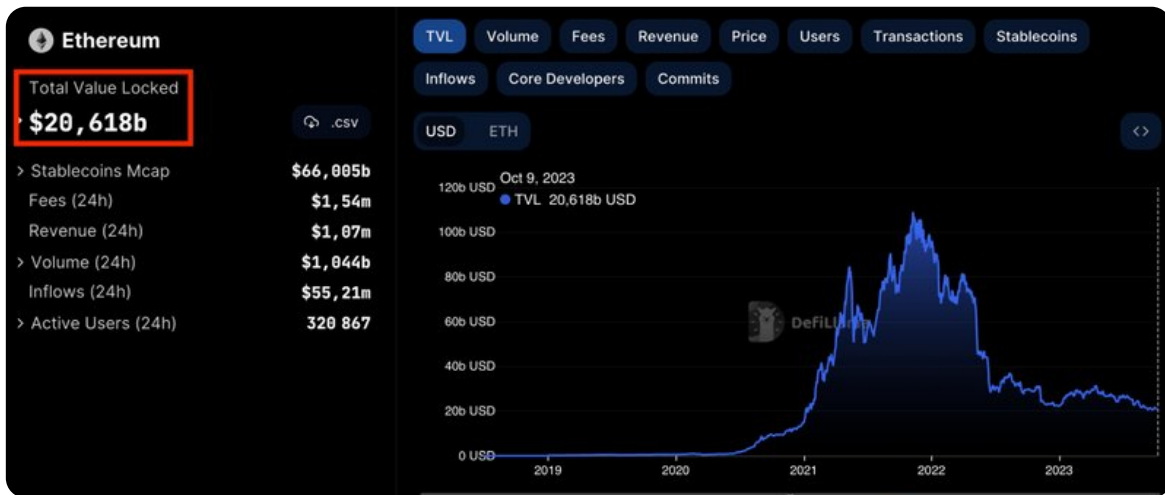 Ethereum
Total Value Locked
$20,618b
.csv
Stablecoins Mcap $66,005b
Fees (24h) $1,54m
Revenue (24h) $1,07m
Volume (24h) $1,044b
Inflows (24h) $55,21m
Active Users (24h) 320 867
TVL Volume Fees Revenue Price Users Transactions Stablecoins
Inflows Core Developers Commits
USD ETH
Oct 9, 2023
TVL 20,618b USD
120b USD
100b USD
80b USD
60b USD
40b USD
20b USD
0 USD
DefiLlama
2019 2020 2021 2022 2023